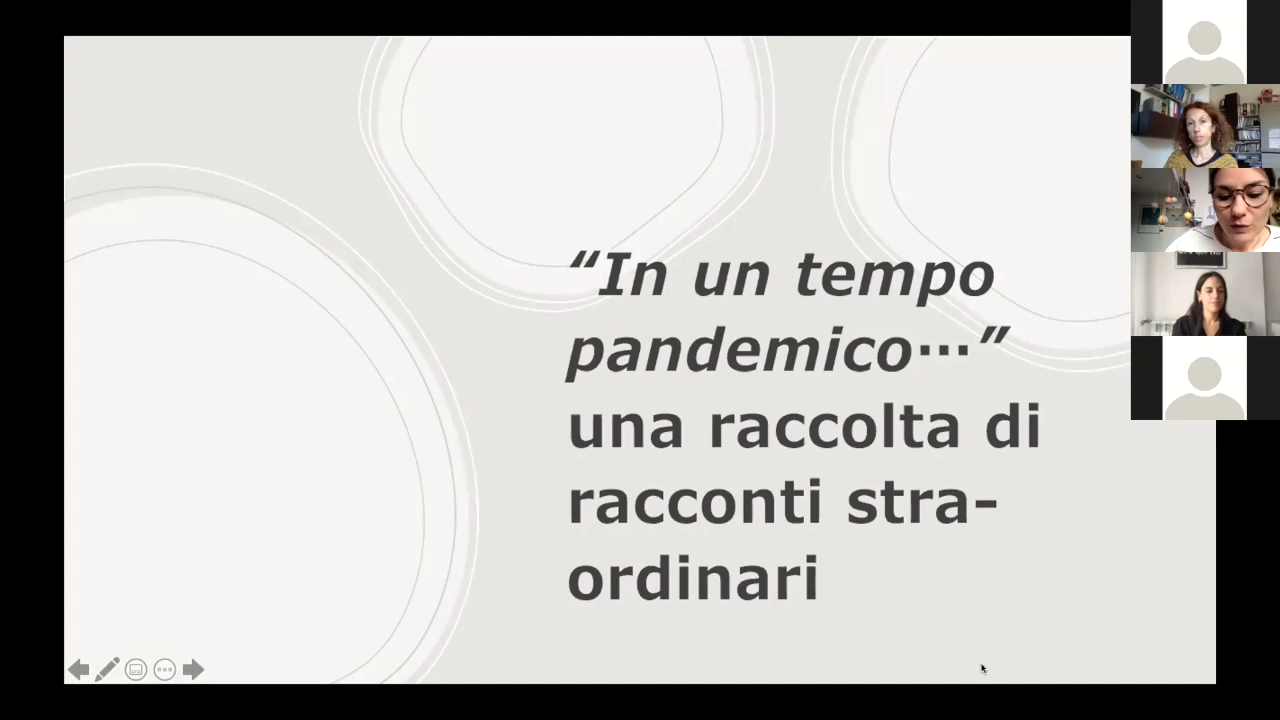 “In un tempo
pandemico…”
una raccolta di
racconti stra-
ordinari